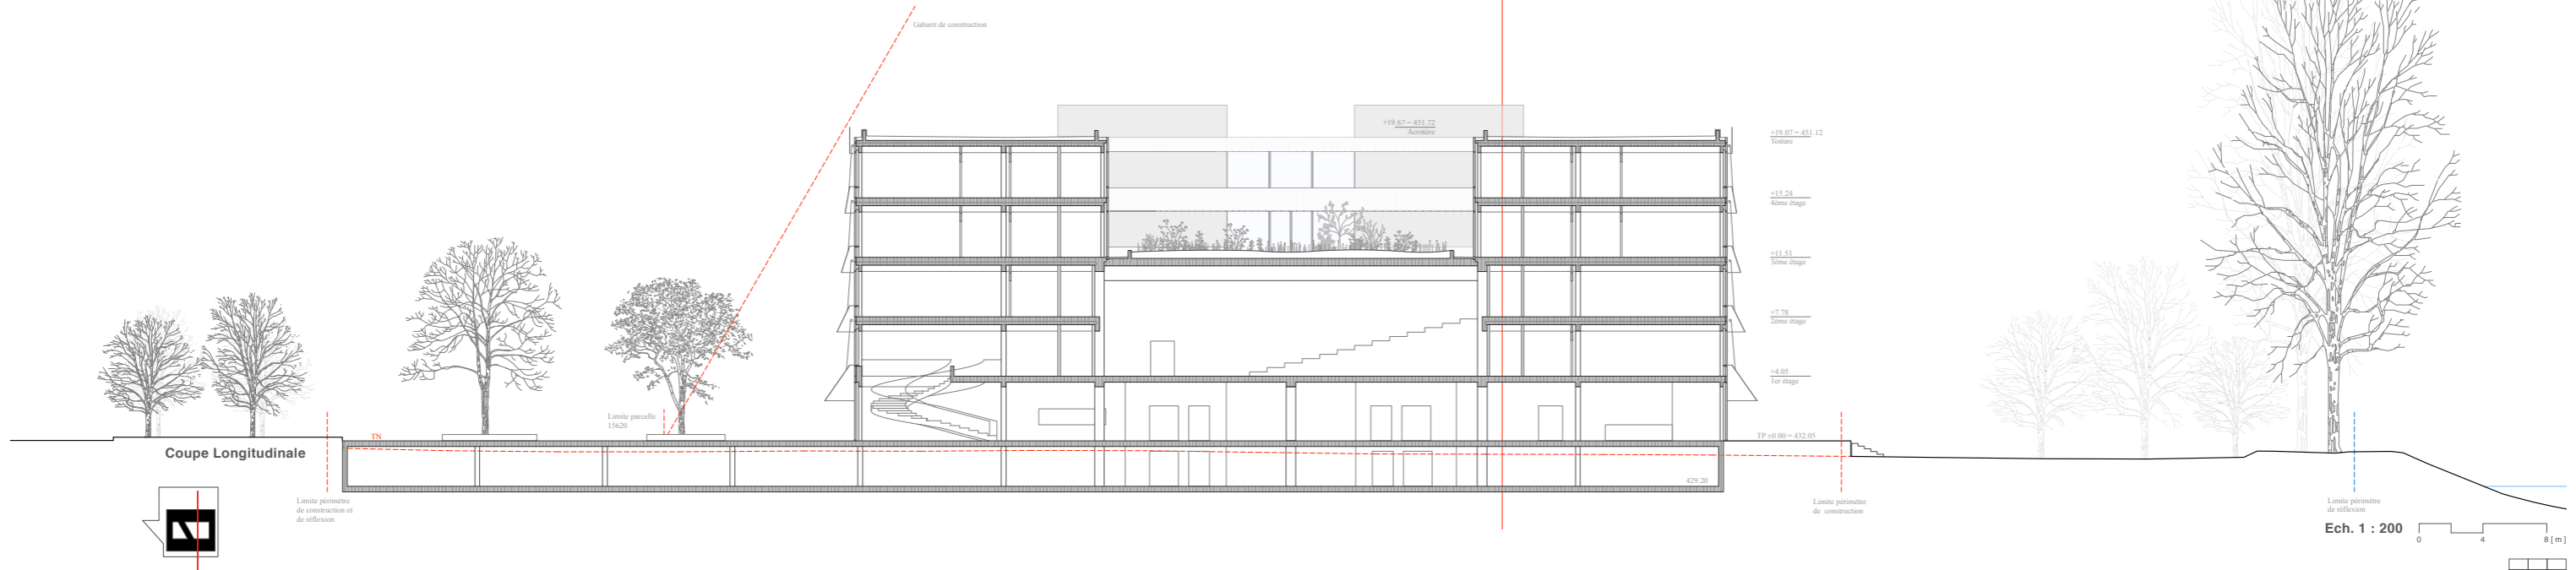 Gabarit de construction
+19.67 = 451.72
Acrotère
+19.07 = 451.12
Toiture
+15.24
4ème étage
+11.51
3ème étage
+7.78
2ème étage
+4.05
1er étage
Limite parcelle
15620
TN
TP ±0.00 = 432.05
Coupe Longitudinale
429.20
Limite périmètre
de construction et
de réflexion
Limite périmètre
de construction
Limite périmètre
de réflexion
Ech. 1 : 200
0 4 8 [ m ]